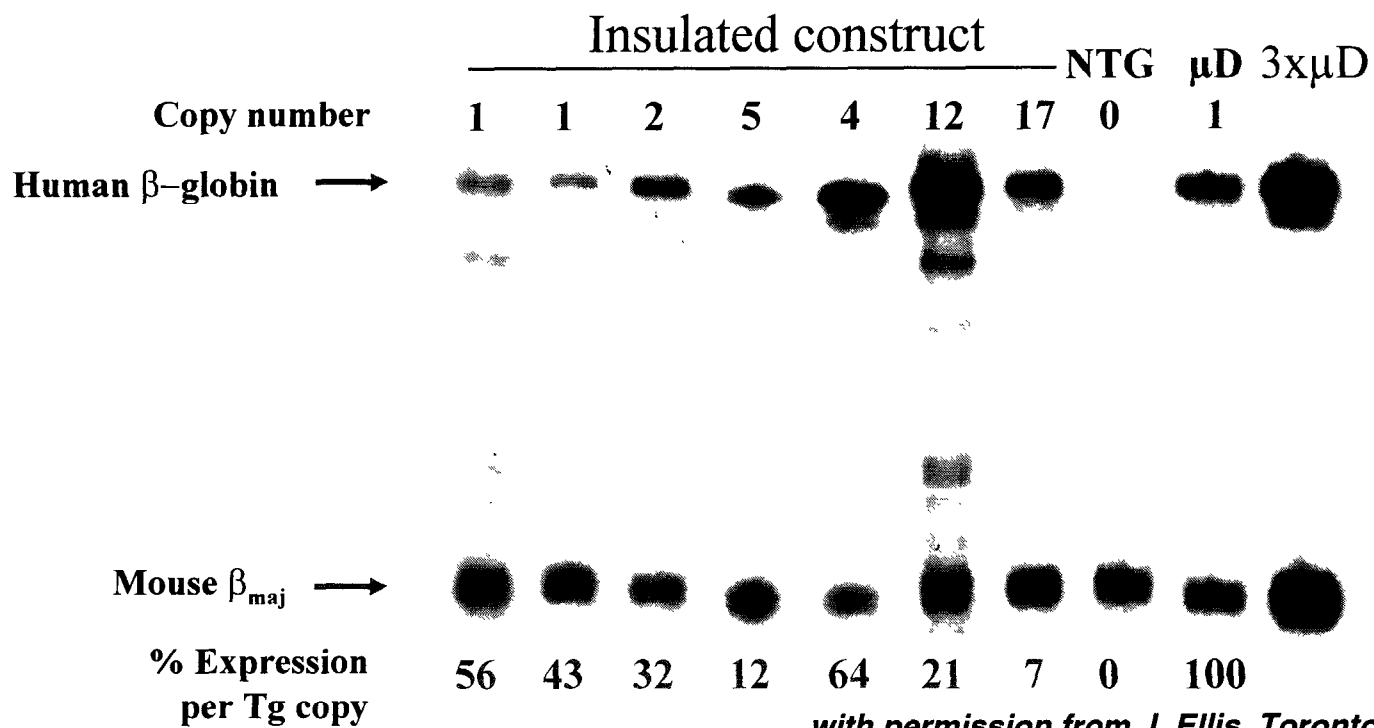 Insulated construct
NTG μD 3xμD
Copy number 1 1 2 5 4 12 17 0 1
Human β–globin
Mouse βmaj
% Expression
per Tg copy 56 43 32 12 64 21 7 0 100
with permission from J. Ellis, Toronto